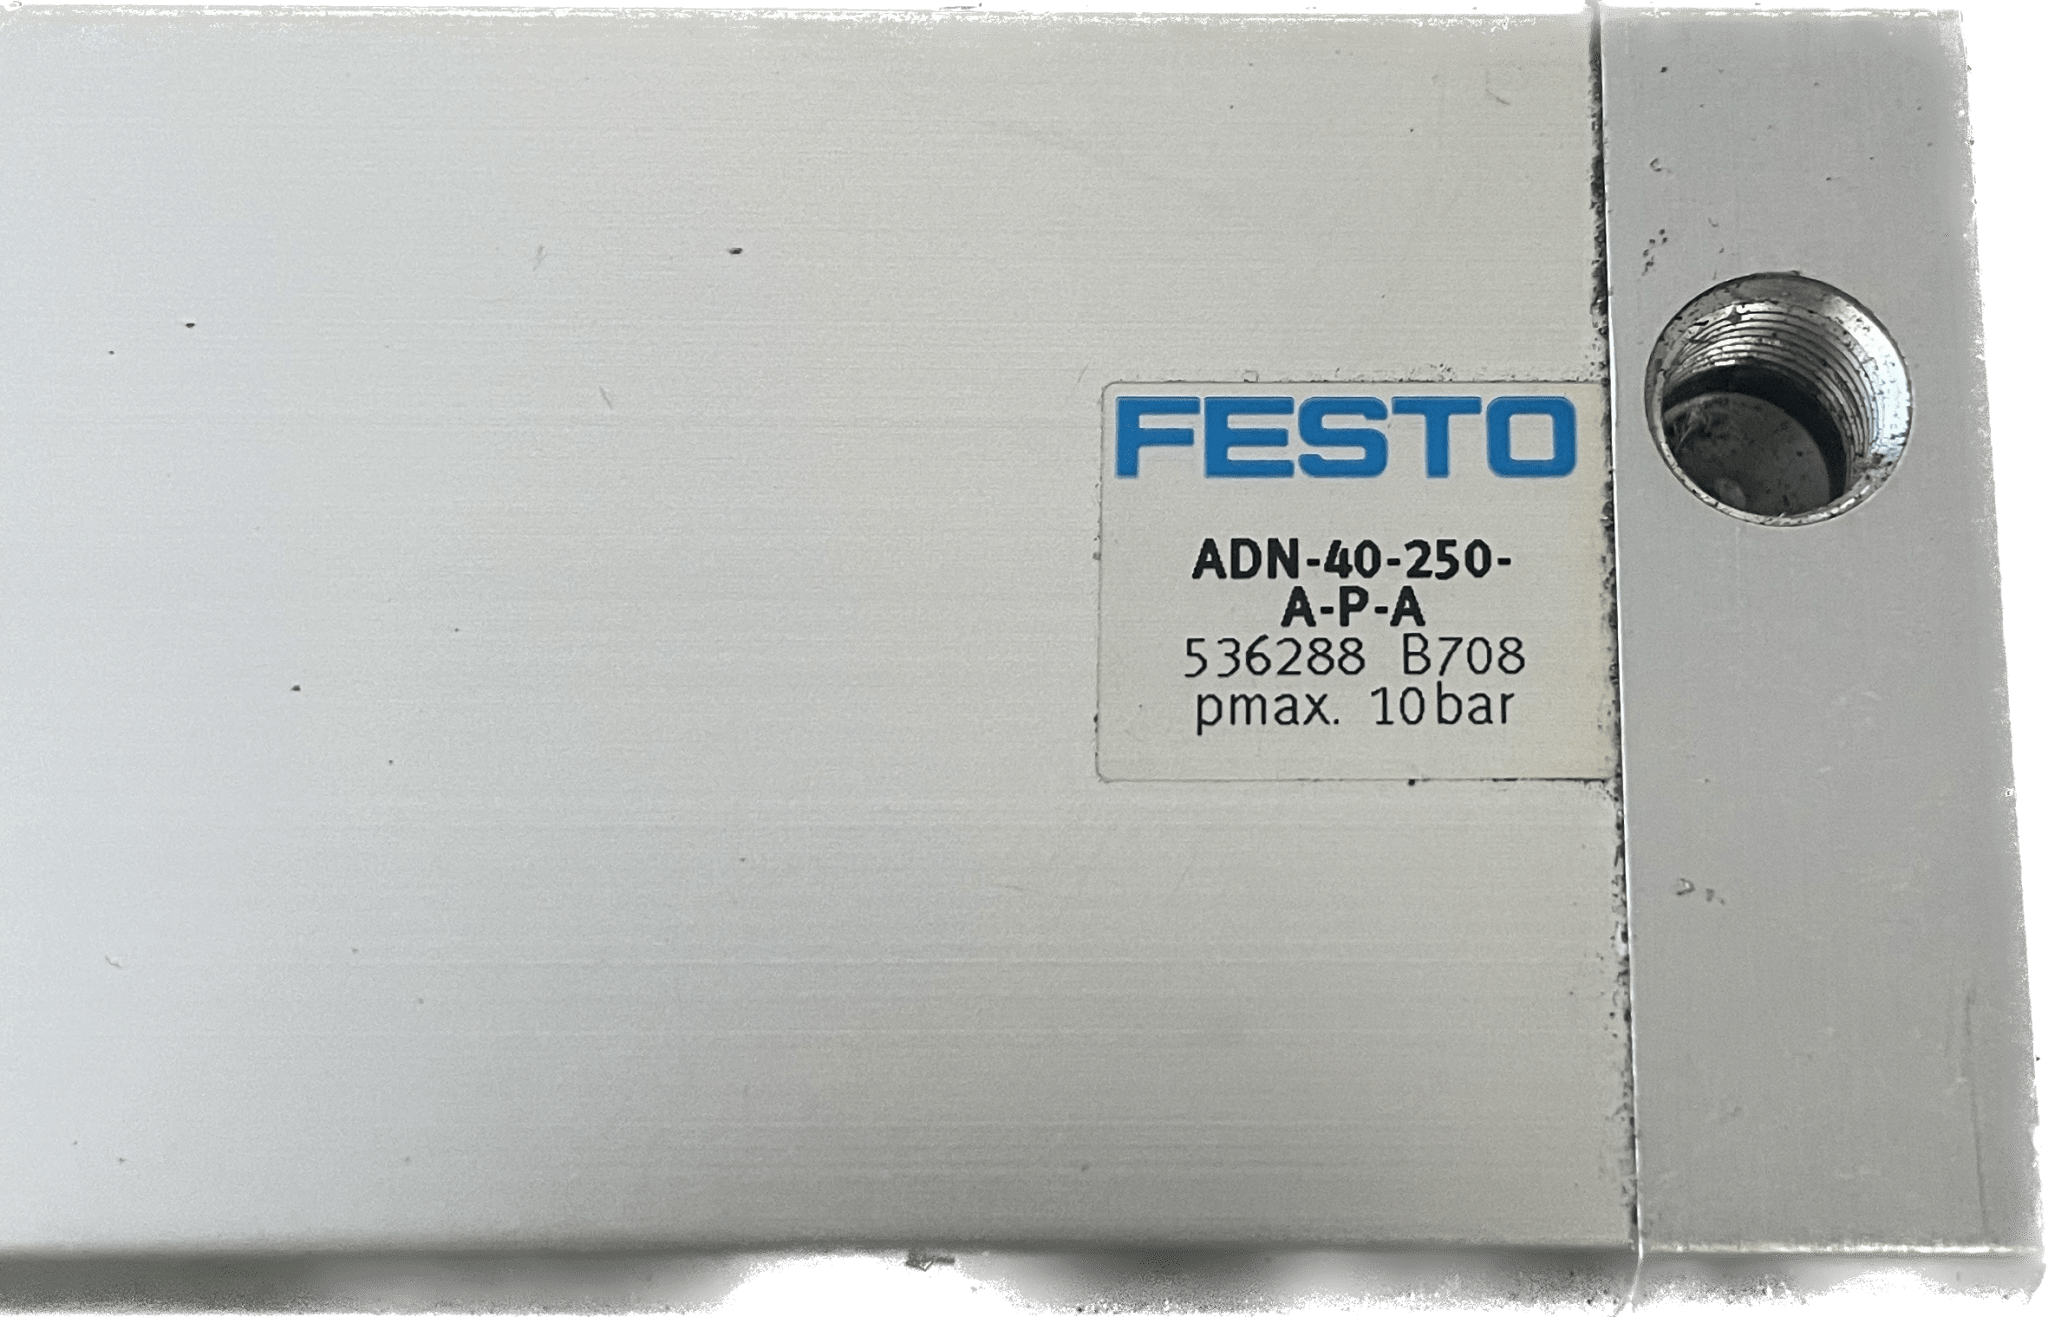 FESTO
ADN-40-250-
A-P-A
536288 B708
pmax. 10bar